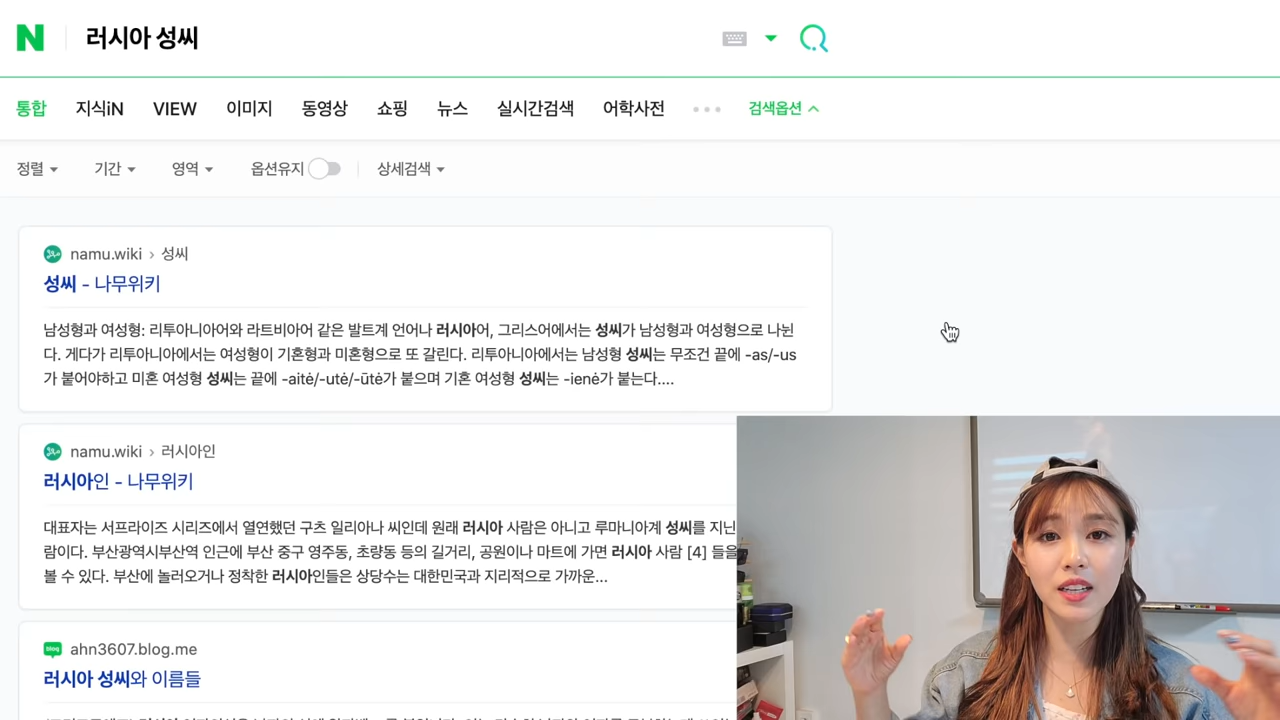 N 러시아 성씨
통합 지식iN VIEW 이미지 동영상 쇼핑 뉴스 실시간검색 어학사전 검색옵션
정렬 기간 영역 옵션유지 상세검색
namu.wiki › 성씨
성씨 - 나무위키
남성형과 여성형: 리투아니아어와 라트비아어 같은 발트계 언어나 러시아어, 그리스어에서는 성씨가 남성형과 여성형으로 나뉜
다. 게다가 리투아니아에서는 여성형이 기혼형과 미혼형으로 또 갈린다. 리투아니아에서는 남성형 성씨는 무조건 끝에 -as/-us
가 붙어야하고 미혼 여성형 성씨는 끝에 -aitė/-utė/-ūtė가 붙으며 기혼 여성형 성씨는 -ienė가 붙는다....
namu.wiki › 러시아인
러시아인 - 나무위키
대표자는 서프라이즈 시리즈에서 열연했던 구츠 일리아나 씨인데 원래 러시아 사람은 아니고 루마니아계 성씨를 지닌
람이다. 부산광역시부산역 인근에 부산 중구 영주동, 초량동 등의 길거리, 공원이나 마트에 가면 러시아 사람 [4] 들을
볼 수 있다. 부산에 놀러오거나 정착한 러시아인들은 상당수는 대한민국과 지리적으로 가까운...
blog ahn3607.blog.me
러시아 성씨와 이름들